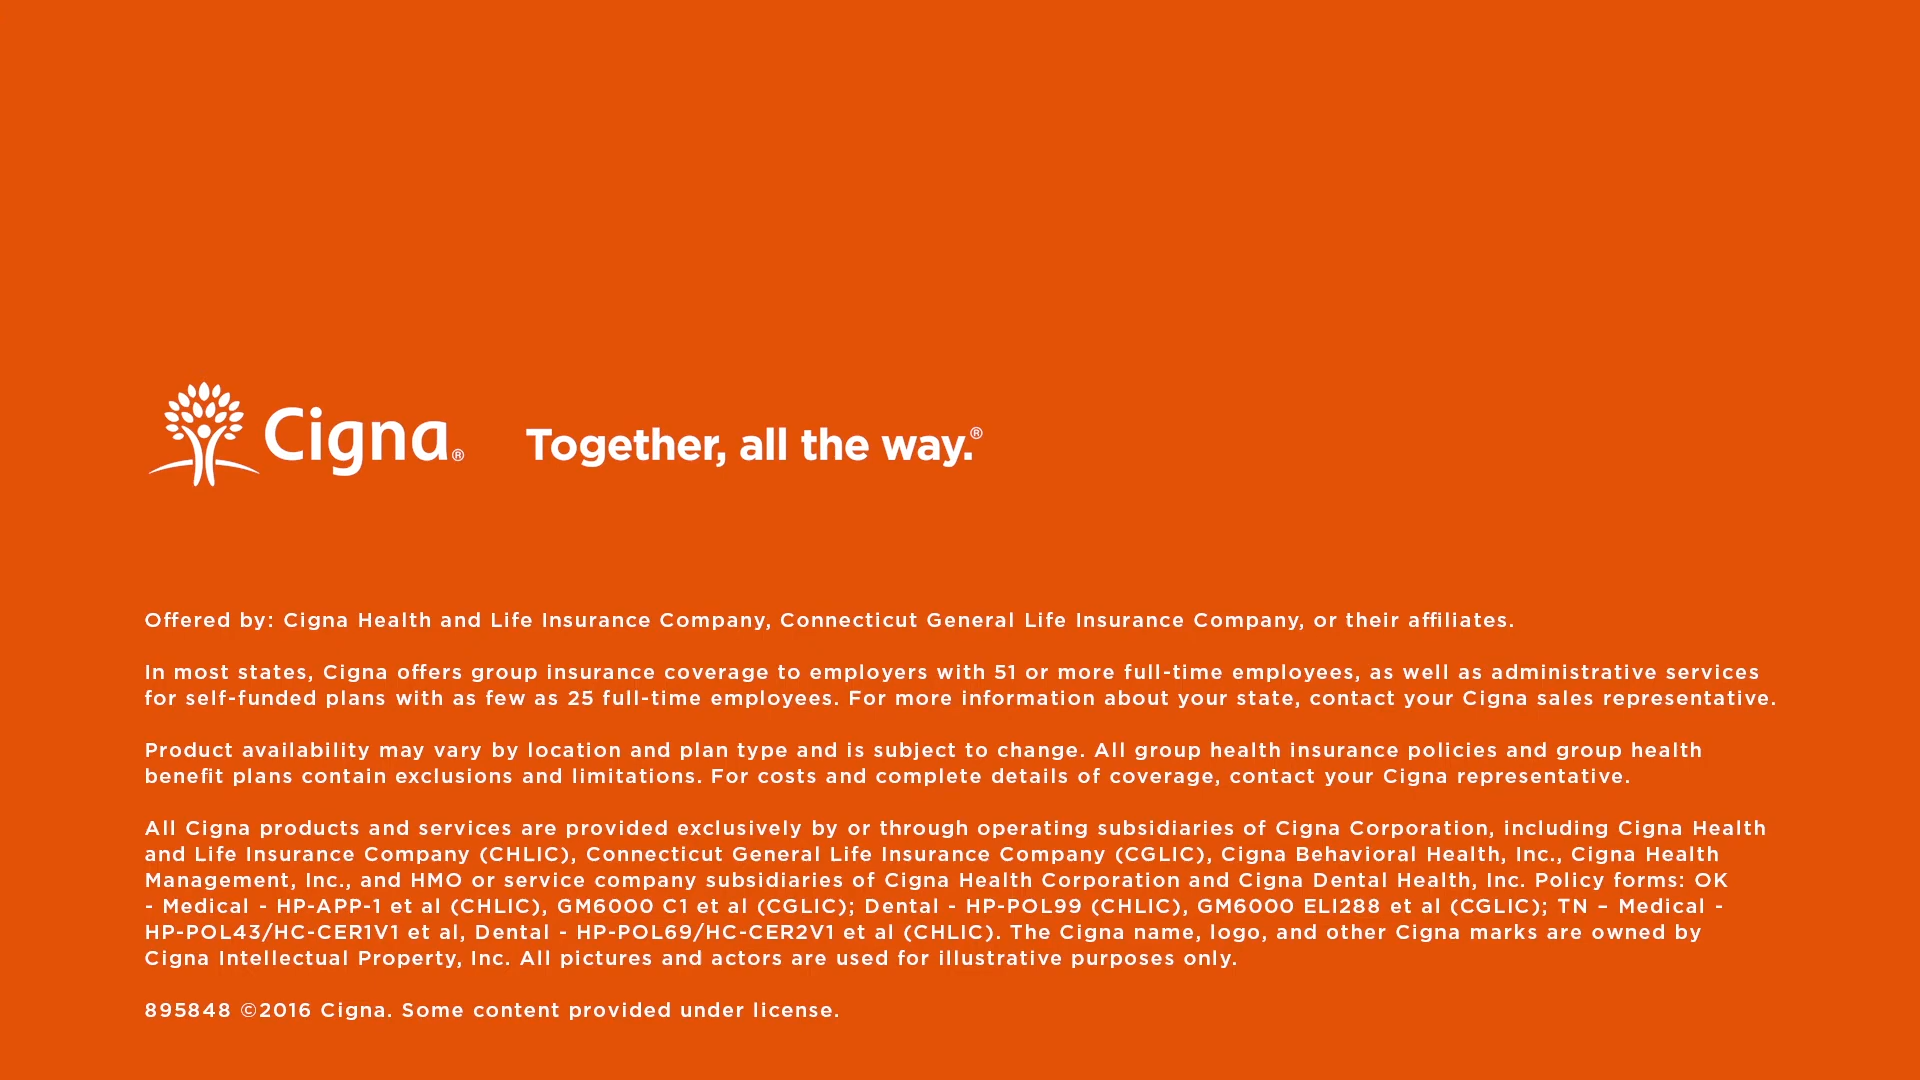 Cigna® Together, all the way.®
Offered by: Cigna Health and Life Insurance Company, Connecticut General Life Insurance Company, or their affiliates.
In most states, Cigna offers group insurance coverage to employers with 51 or more full-time employees, as well as administrative services
for self-funded plans with as few as 25 full-time employees. For more information about your state, contact your Cigna sales representative.
Product availability may vary by location and plan type and is subject to change. All group health insurance policies and group health
benefit plans contain exclusions and limitations. For costs and complete details of coverage, contact your Cigna representative.
All Cigna products and services are provided exclusively by or through operating subsidiaries of Cigna Corporation, including Cigna Health
and Life Insurance Company (CHLIC), Connecticut General Life Insurance Company (CGLIC), Cigna Behavioral Health, Inc., Cigna Health
Management, Inc., and HMO or service company subsidiaries of Cigna Health Corporation and Cigna Dental Health, Inc. Policy forms: OK
- Medical - HP-APP-1 et al (CHLIC), GM6000 C1 et al (CGLIC); Dental - HP-POL99 (CHLIC), GM6000 ELI288 et al (CGLIC); TN – Medical -
HP-POL43/HC-CER1V1 et al, Dental - HP-POL69/HC-CER2V1 et al (CHLIC). The Cigna name, logo, and other Cigna marks are owned by
Cigna Intellectual Property, Inc. All pictures and actors are used for illustrative purposes only.
895848 ©2016 Cigna. Some content provided under license.